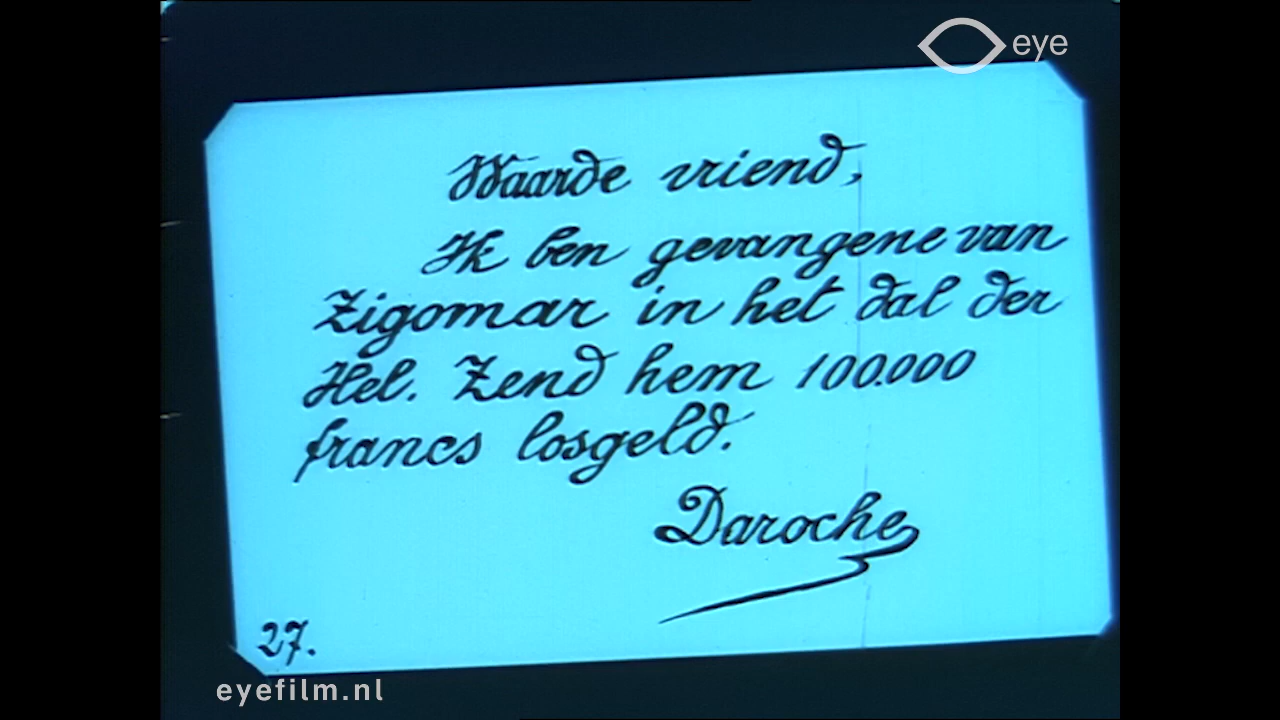 eye
Waarde vriend,
Ik ben gevangene van
Zigomar in het dal der
Hel. Zend hem 100.000
francs losgeld.
Daroche
27.
eyefilm.nl